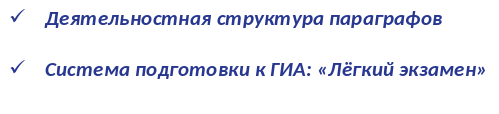 ✓ Деятельностная структура параграфов
✓ Система подготовки к ГИА: «Лёгкий экзамен»